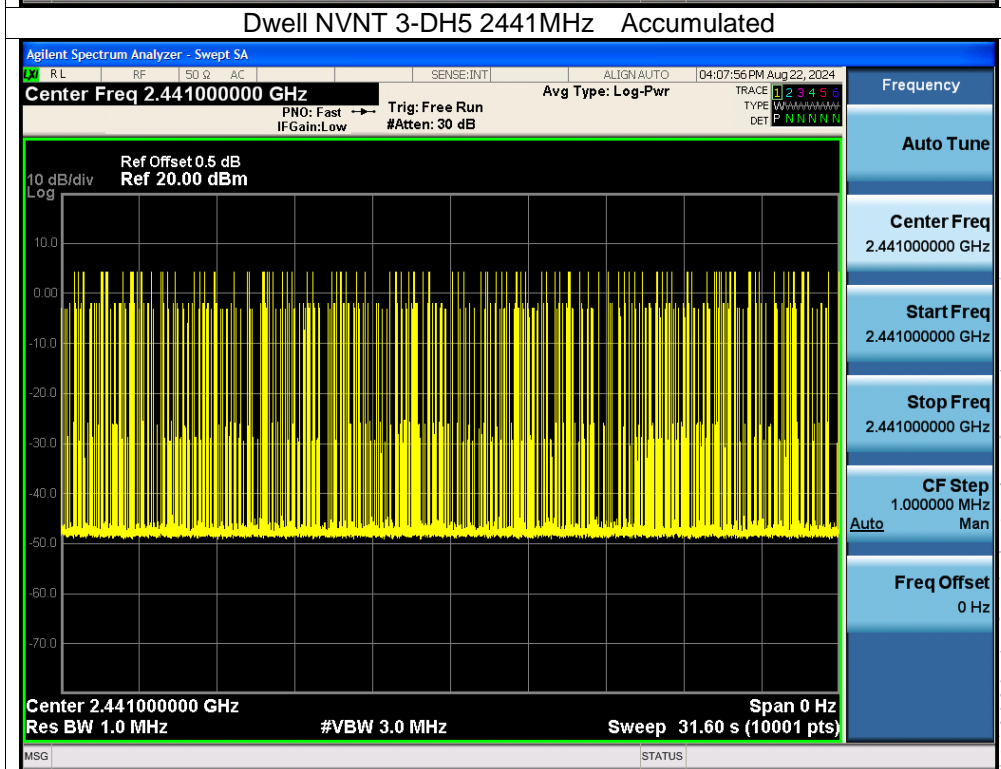 Dwell NVNT 3-DH5 2441MHz Accumulated
Agilent Spectrum Analyzer - Swept SA
LXI RL RF 50 Ω AC SENSE:INT ALIGN AUTO 04:07:56 PM Aug 22, 2024
Center Freq 2.441000000 GHz
PNO: Fast
IFGain:Low
Trig: Free Run
#Atten: 30 dB
Avg Type: Log-Pwr
TRACE 1 2 3 4 5 6
TYPE WWWWWW
DET P N N N N N
Ref Offset 0.5 dB
10 dB/div Ref 20.00 dBm
Log
10.0
0.00
-10.0
-20.0
-30.0
-40.0
-50.0
-60.0
-70.0
Center 2.441000000 GHz Span 0 Hz
Res BW 1.0 MHz #VBW 3.0 MHz Sweep 31.60 s (10001 pts)
MSG STATUS
Frequency
Auto Tune
Center Freq
2.441000000 GHz
Start Freq
2.441000000 GHz
Stop Freq
2.441000000 GHz
CF Step
1.000000 MHz
Auto Man
Freq Offset
0 Hz